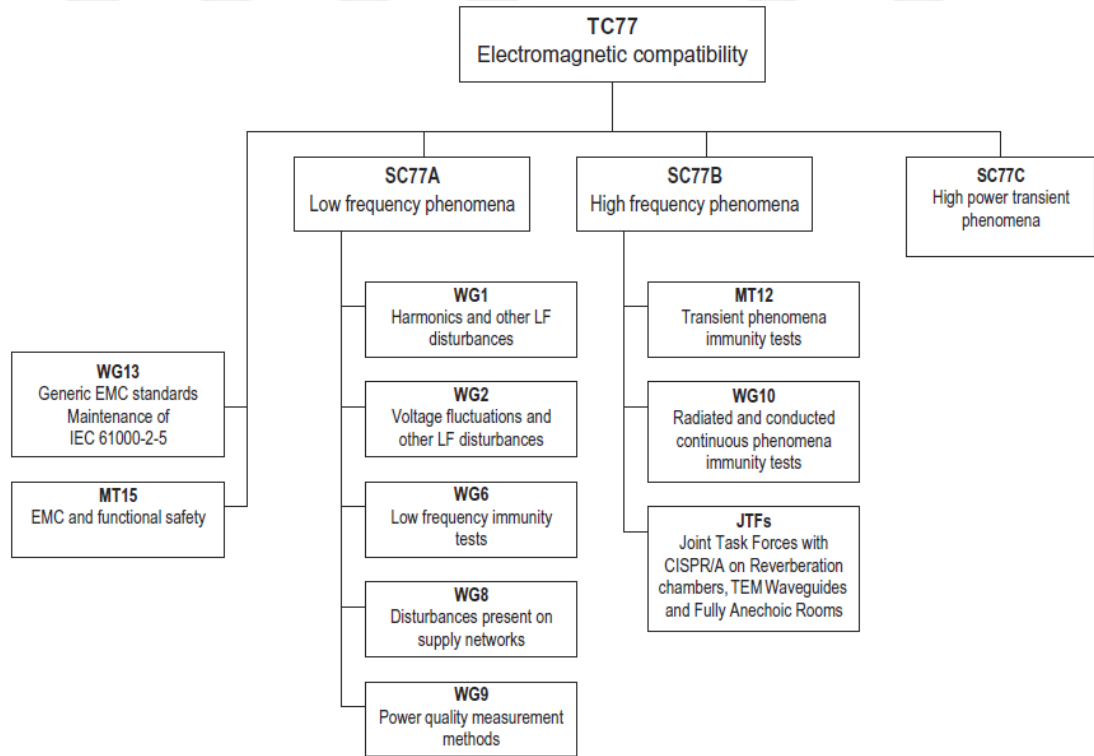 TC77
Electromagnetic compatibility
SC77A
Low frequency phenomena
SC77B
High frequency phenomena
SC77C
High power transient
phenomena
WG13
Generic EMC standards
Maintenance of
IEC 61000-2-5
MT15
EMC and functional safety
WG1
Harmonics and other LF
disturbances
WG2
Voltage fluctuations and
other LF disturbances
WG6
Low frequency immunity
tests
WG8
Disturbances present on
supply networks
WG9
Power quality measurement
methods
MT12
Transient phenomena
immunity tests
WG10
Radiated and conducted
continuous phenomena
immunity tests
JTFs
Joint Task Forces with
CISPR/A on Reverberation
chambers, TEM Waveguides
and Fully Anechoic Rooms